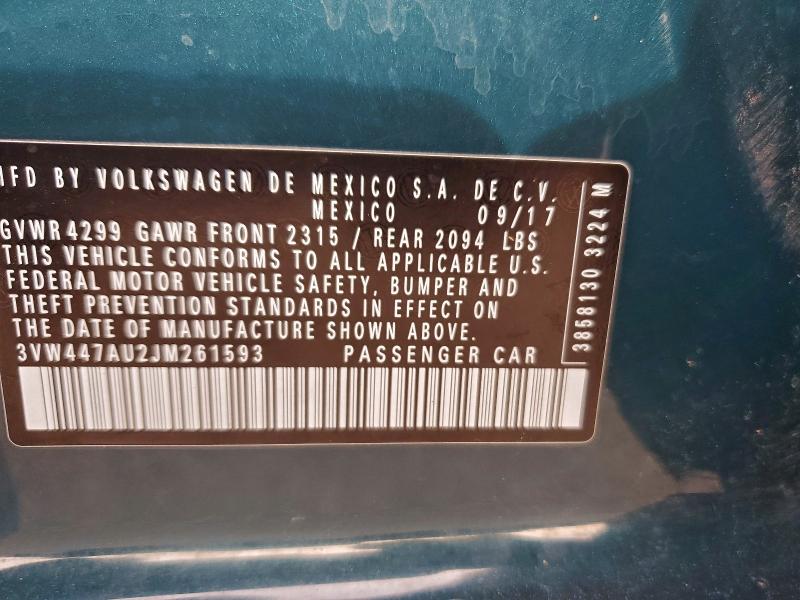 MFD BY VOLKSWAGEN DE MEXICO S.A. DE C.V.
MEXICO 09/17
GVWR 4299 GAWR FRONT 2315 / REAR 2094 LBS
THIS VEHICLE CONFORMS TO ALL APPLICABLE U.S.
FEDERAL MOTOR VEHICLE SAFETY, BUMPER AND
THEFT PREVENTION STANDARDS IN EFFECT ON
THE DATE OF MANUFACTURE SHOWN ABOVE.
3VW447AU2JM261593 PASSENGER CAR
3858130 3224 M